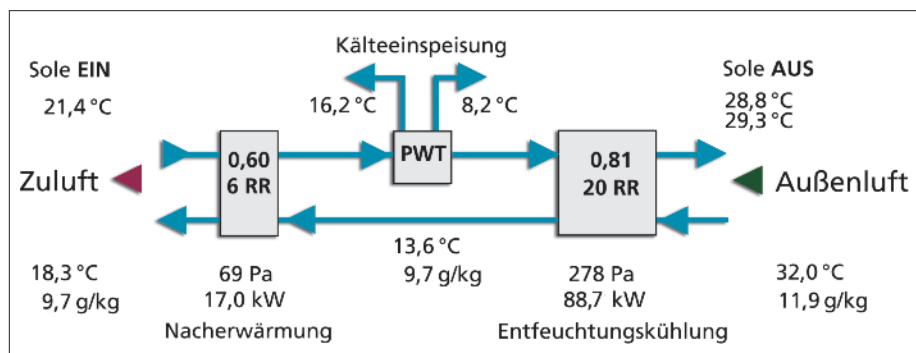 Kälteeinspeisung
Sole EIN
21,4 °C
16,2 °C
8,2 °C
Sole AUS
28,8 °C
29,3 °C
Zuluft
0,60
6 RR
PWT
0,81
20 RR
Außenluft
18,3 °C
9,7 g/kg
69 Pa
17,0 kW
Nacherwärmung
13,6 °C
9,7 g/kg
278 Pa
88,7 kW
Entfeuchtungskühlung
32,0 °C
11,9 g/kg